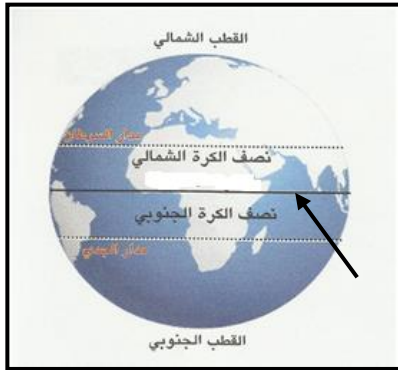 القطب الشمالي
مدار السرطان
نصف الكرة الشمالي
نصف الكرة الجنوبي
مدار الجدي
القطب الجنوبي